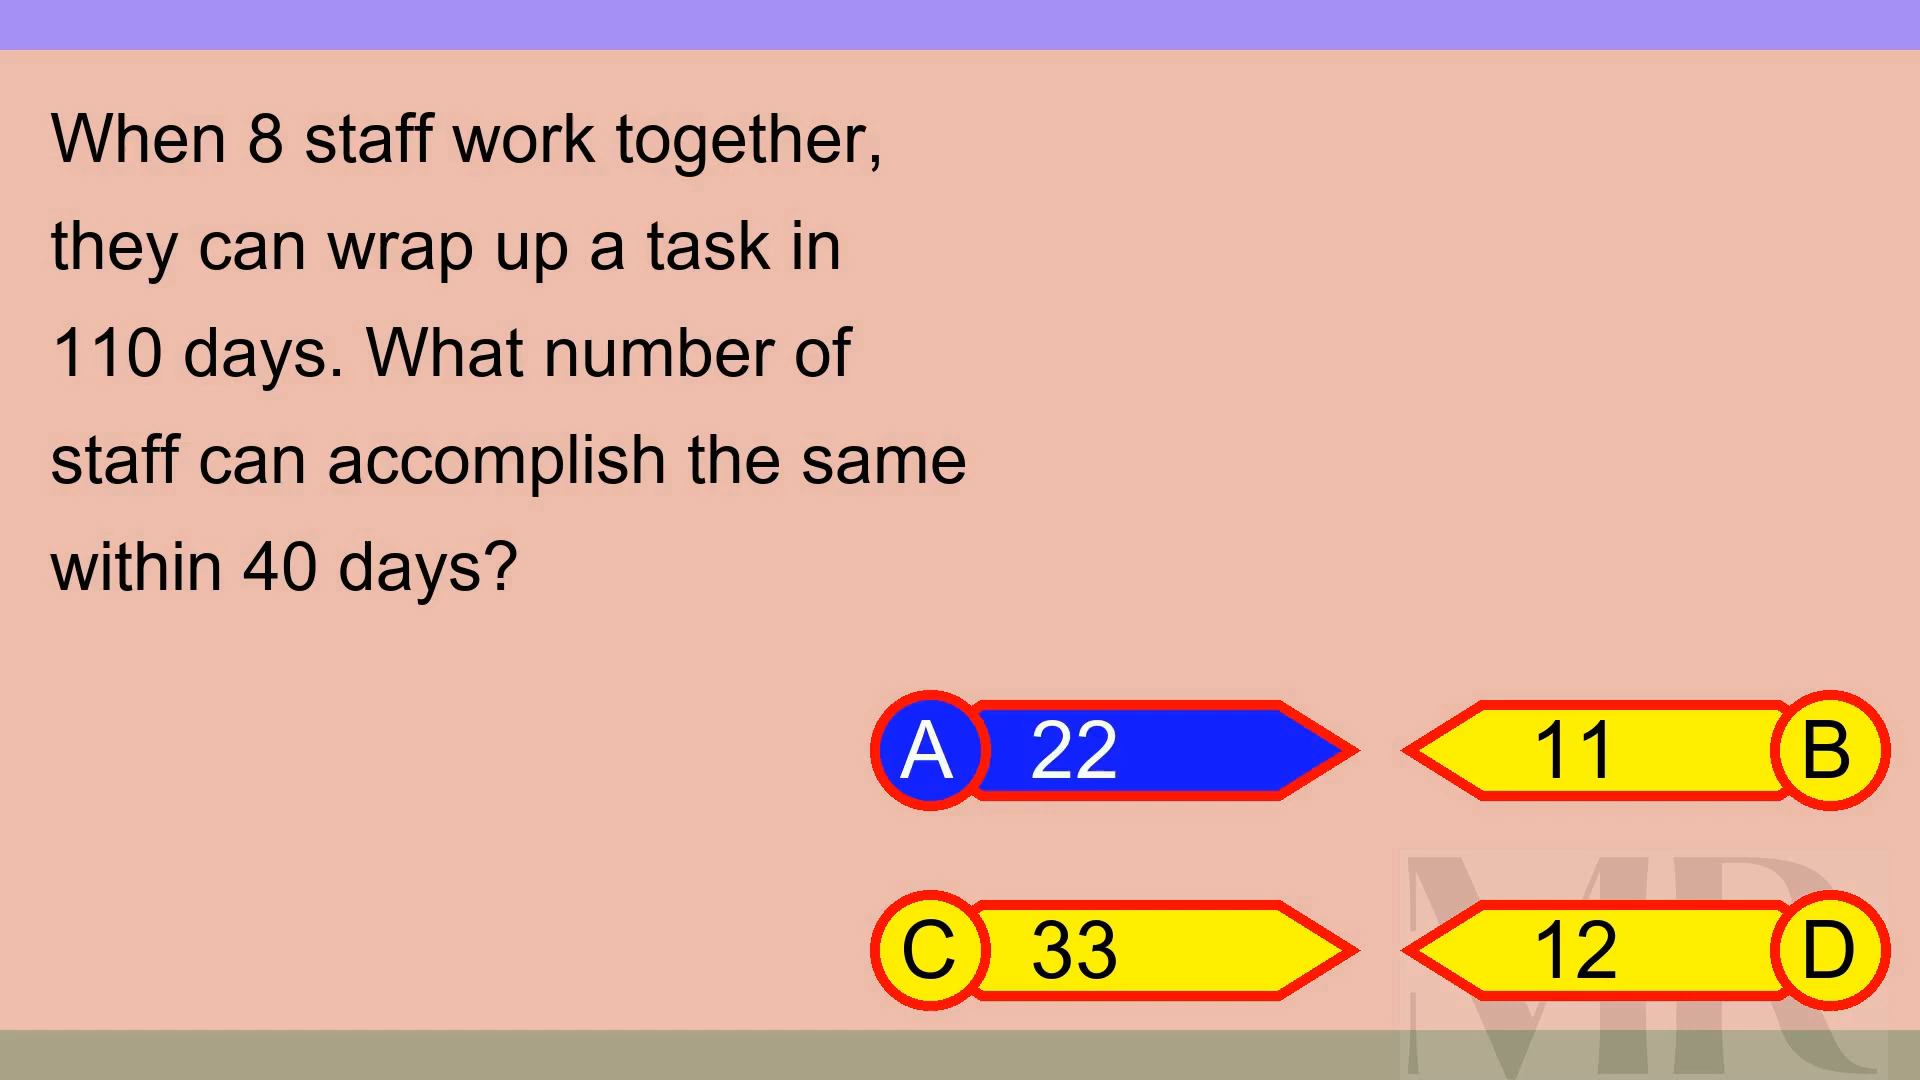 When 8 staff work together,
they can wrap up a task in
110 days. What number of
staff can accomplish the same
within 40 days?
A 22
11 B
C 33
12 D
MR